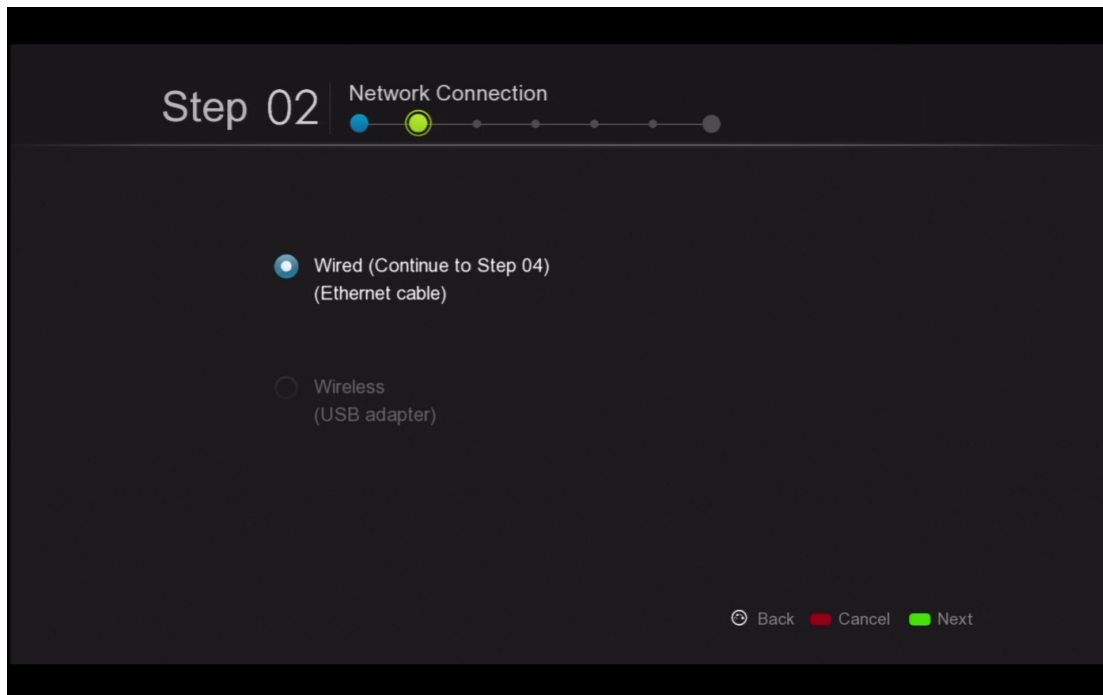 Step 02
Network Connection
Wired (Continue to Step 04)
(Ethernet cable)
Wireless
(USB adapter)
Back Cancel Next